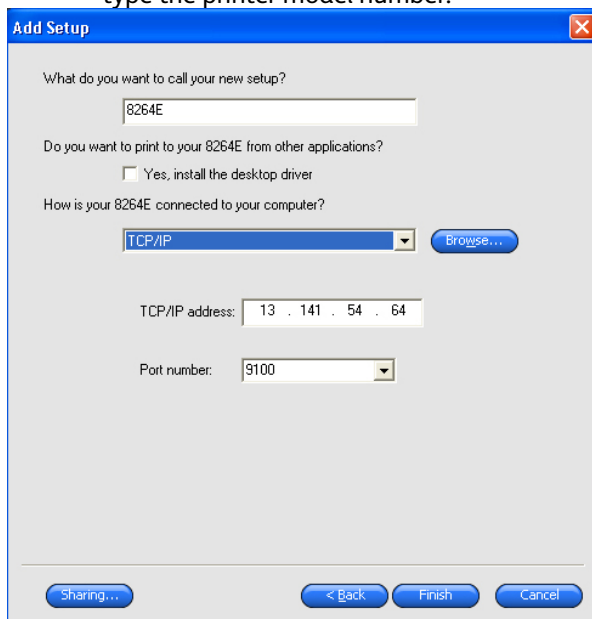 type the printer model number.
Add Setup
What do you want to call your new setup?
8264E
Do you want to print to your 8264E from other applications?
Yes, install the desktop driver
How is your 8264E connected to your computer?
TCP/IP
Browse...
TCP/IP address: 13 . 141 . 54 . 64
Port number: 9100
Sharing... < Back Finish Cancel